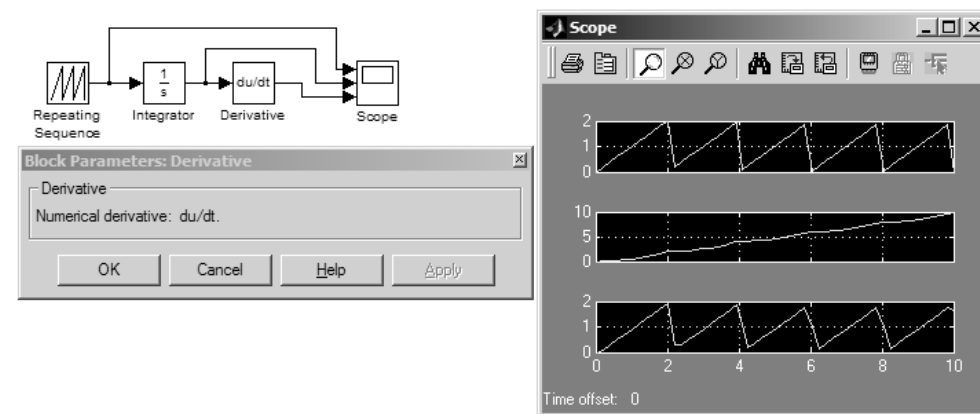 1
s
du/dt
Repeating
Sequence
Integrator
Derivative
Scope
Block Parameters: Derivative
Derivative
Numerical derivative: du/dt.
OK
Cancel
Help
Apply
Scope
2
1
0
10
5
0
2
1
0
0
2
4
6
8
10
Time offset: 0